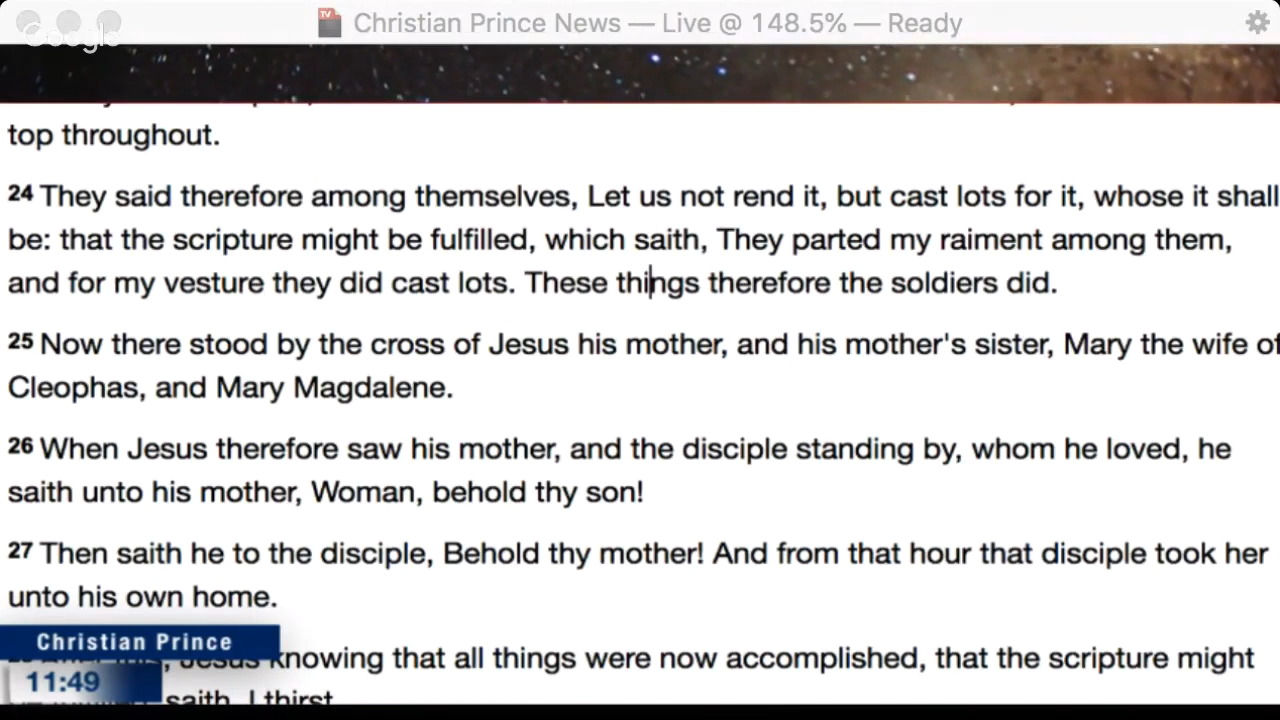 Christian Prince News — Live @ 148.5% — Ready
Google
top throughout.
24 They said therefore among themselves, Let us not rend it, but cast lots for it, whose it shall
be: that the scripture might be fulfilled, which saith, They parted my raiment among them,
and for my vesture they did cast lots. These things therefore the soldiers did.
25 Now there stood by the cross of Jesus his mother, and his mother's sister, Mary the wife of
Cleophas, and Mary Magdalene.
26 When Jesus therefore saw his mother, and the disciple standing by, whom he loved, he
saith unto his mother, Woman, behold thy son!
27 Then saith he to the disciple, Behold thy mother! And from that hour that disciple took her
unto his own home.
Christian Prince
, Jesus knowing that all things were now accomplished, that the scripture might
11:49
saith, I thirst